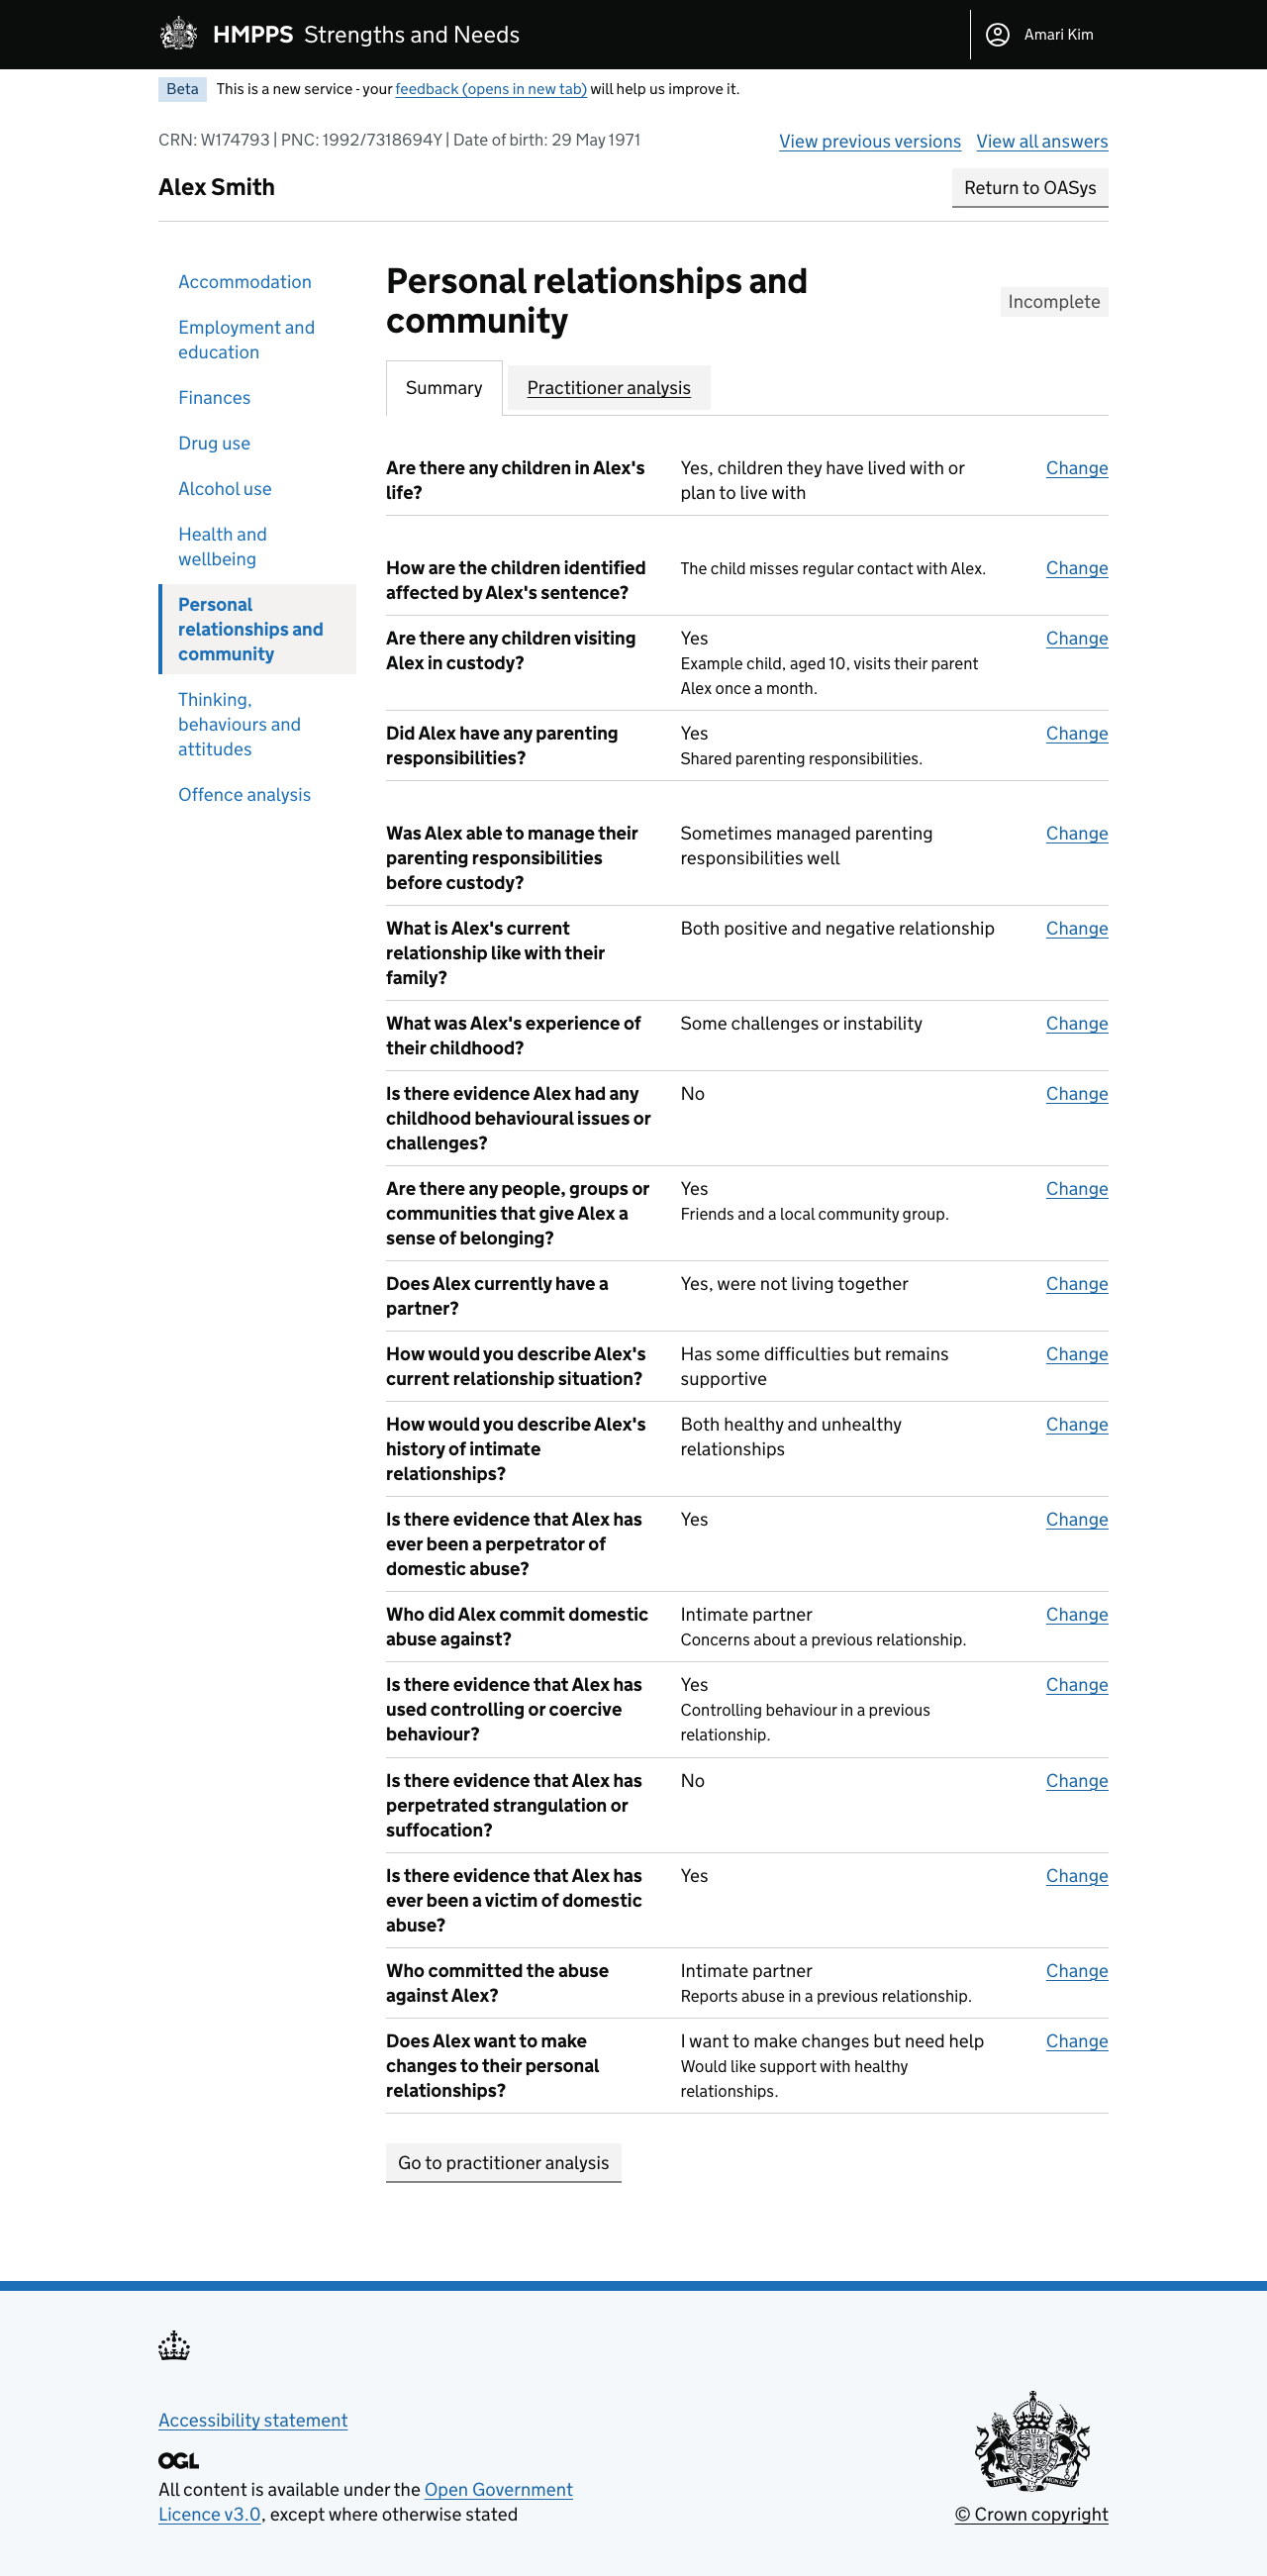 HMPPS Strengths and Needs
Amari Kim
Beta This is a new service - your feedback (opens in new tab) will help us improve it.
CRN: W174793 | PNC: 1992/7318694Y | Date of birth: 29 May 1971
View previous versions View all answers
Alex Smith
Return to OASys
Accommodation
Employment and
education
Finances
Drug use
Alcohol use
Health and
wellbeing
Personal
relationships and
community
Thinking,
behaviours and
attitudes
Offence analysis
Personal relationships and
community
Incomplete
Summary Practitioner analysis
Are there any children in Alex's
life?
Yes, children they have lived with or
plan to live with
Change
How are the children identified
affected by Alex's sentence?
The child misses regular contact with Alex.
Change
Are there any children visiting
Alex in custody?
Yes
Example child, aged 10, visits their parent
Alex once a month.
Change
Did Alex have any parenting
responsibilities?
Yes
Shared parenting responsibilities.
Change
Was Alex able to manage their
parenting responsibilities
before custody?
Sometimes managed parenting
responsibilities well
Change
What is Alex's current
relationship like with their
family?
Both positive and negative relationship
Change
What was Alex's experience of
their childhood?
Some challenges or instability
Change
Is there evidence Alex had any
childhood behavioural issues or
challenges?
No
Change
Are there any people, groups or
communities that give Alex a
sense of belonging?
Yes
Friends and a local community group.
Change
Does Alex currently have a
partner?
Yes, were not living together
Change
How would you describe Alex's
current relationship situation?
Has some difficulties but remains
supportive
Change
How would you describe Alex's
history of intimate
relationships?
Both healthy and unhealthy
relationships
Change
Is there evidence that Alex has
ever been a perpetrator of
domestic abuse?
Yes
Change
Who did Alex commit domestic
abuse against?
Intimate partner
Concerns about a previous relationship.
Change
Is there evidence that Alex has
used controlling or coercive
behaviour?
Yes
Controlling behaviour in a previous
relationship.
Change
Is there evidence that Alex has
perpetrated strangulation or
suffocation?
No
Change
Is there evidence that Alex has
ever been a victim of domestic
abuse?
Yes
Change
Who committed the abuse
against Alex?
Intimate partner
Reports abuse in a previous relationship.
Change
Does Alex want to make
changes to their personal
relationships?
I want to make changes but need help
Would like support with healthy
relationships.
Change
Go to practitioner analysis
Accessibility statement
OGL
All content is available under the Open Government
Licence v3.0, except where otherwise stated
© Crown copyright